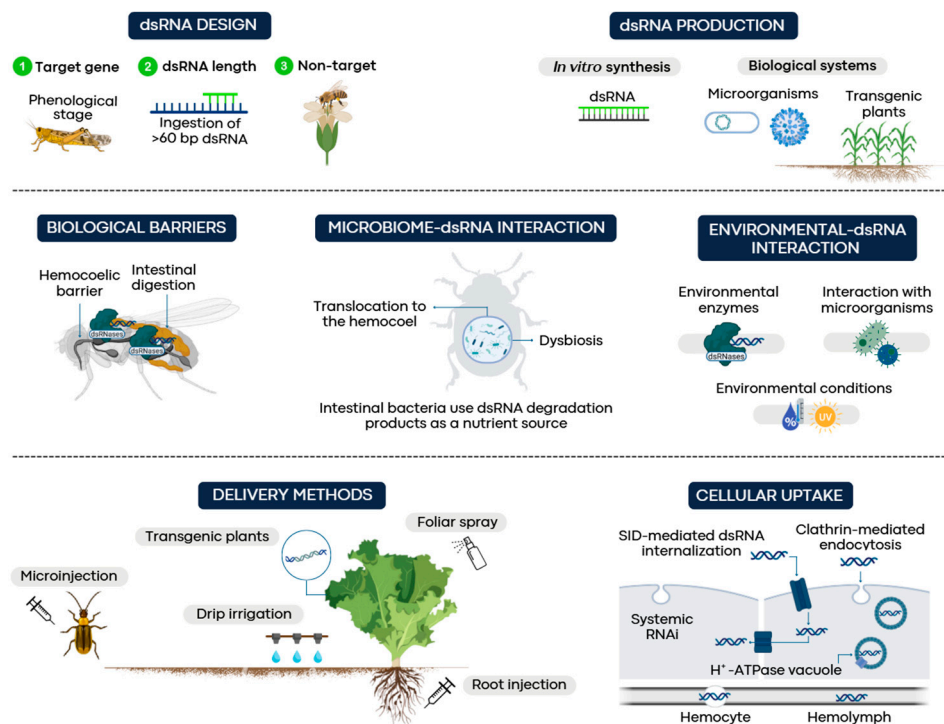 dsRNA DESIGN
1 Target gene
Phenological
stage
2 dsRNA length
Ingestion of
>60 bp dsRNA
3 Non-target
dsRNA PRODUCTION
In vitro synthesis
dsRNA
Biological systems
Microorganisms
Transgenic
plants
BIOLOGICAL BARRIERS
Hemocoelic
barrier
Intestinal
digestion
dsRNases
dsRNases
MICROBIOME-dsRNA INTERACTION
Translocation to
the hemocoel
Dysbiosis
Intestinal bacteria use dsRNA degradation
products as a nutrient source
ENVIRONMENTAL-dsRNA
INTERACTION
Environmental
enzymes
dsRNases
Interaction with
microorganisms
Environmental conditions
%
UV
DELIVERY METHODS
Microinjection
Transgenic plants
Drip irrigation
Foliar spray
Root injection
CELLULAR UPTAKE
SID-mediated dsRNA
internalization
Clathrin-mediated
endocytosis
Systemic
RNAi
H⁺-ATPase vacuole
Hemocyte
Hemolymph